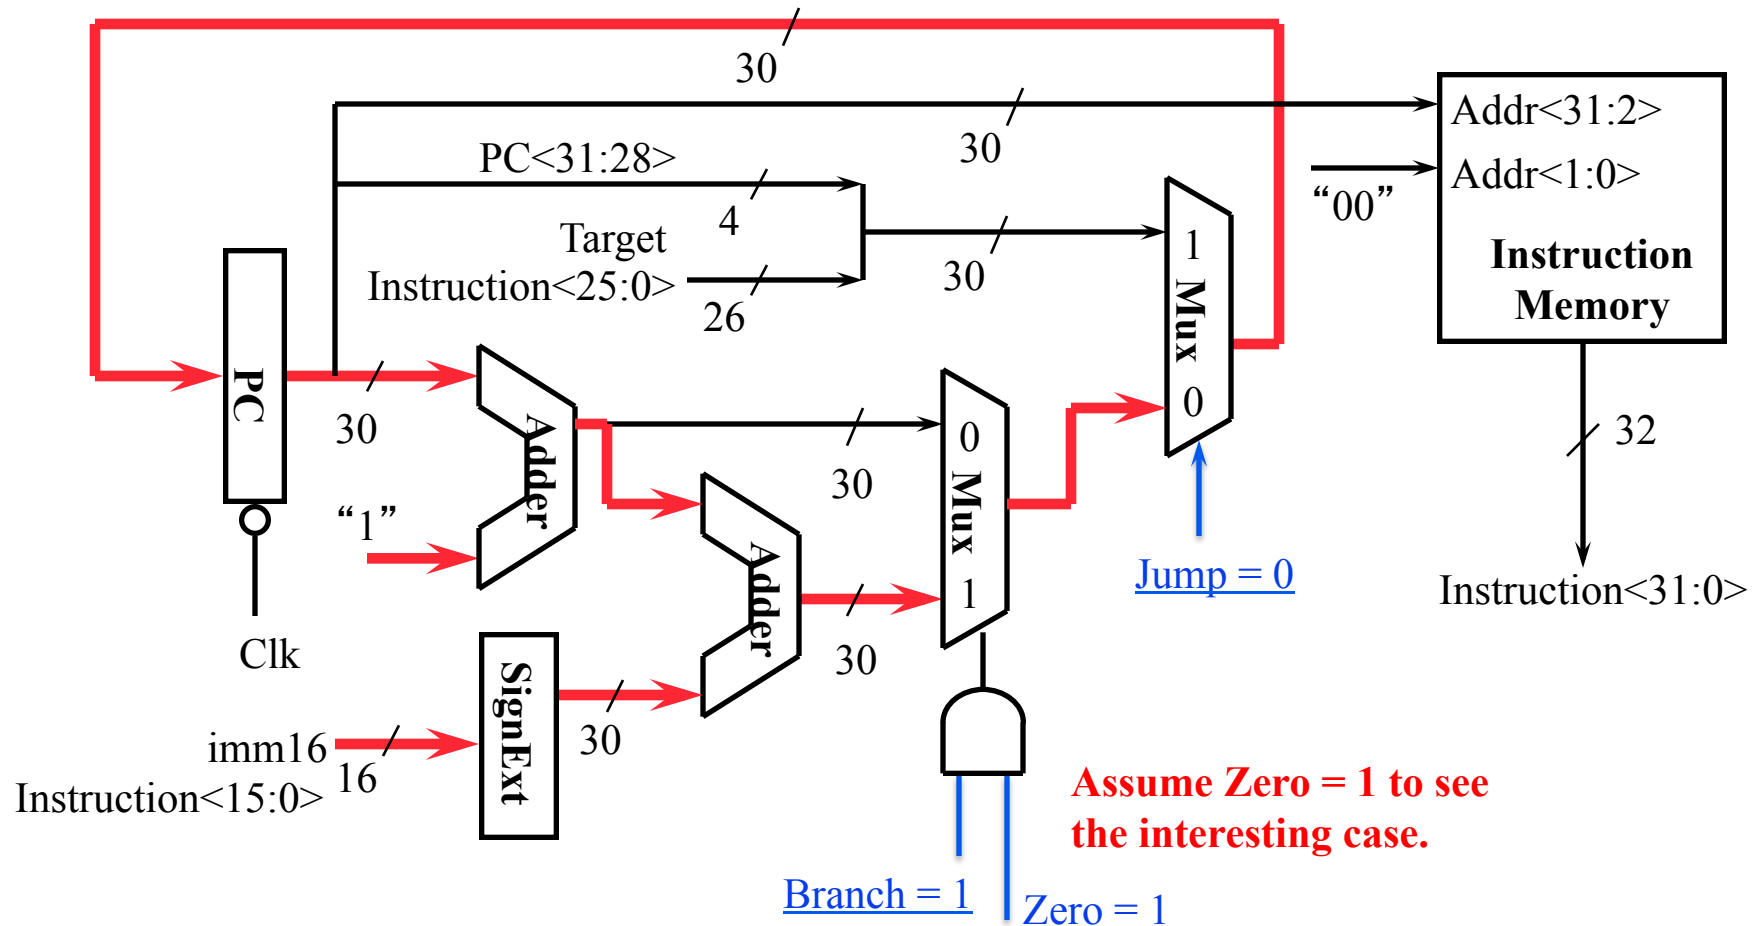 30
Addr<31:2>
30
PC<31:28>
Addr<1:0>
“00”
4
Target
1
30
Instruction<25:0>
26
Instruction
Memory
Mux
PC
0
30
Adder
0
32
30
“1”
Mux
Adder
1
Jump = 0
Instruction<31:0>
Clk
30
SignExt
30
imm16
16
Instruction<15:0>
Assume Zero = 1 to see
the interesting case.
Branch = 1
Zero = 1